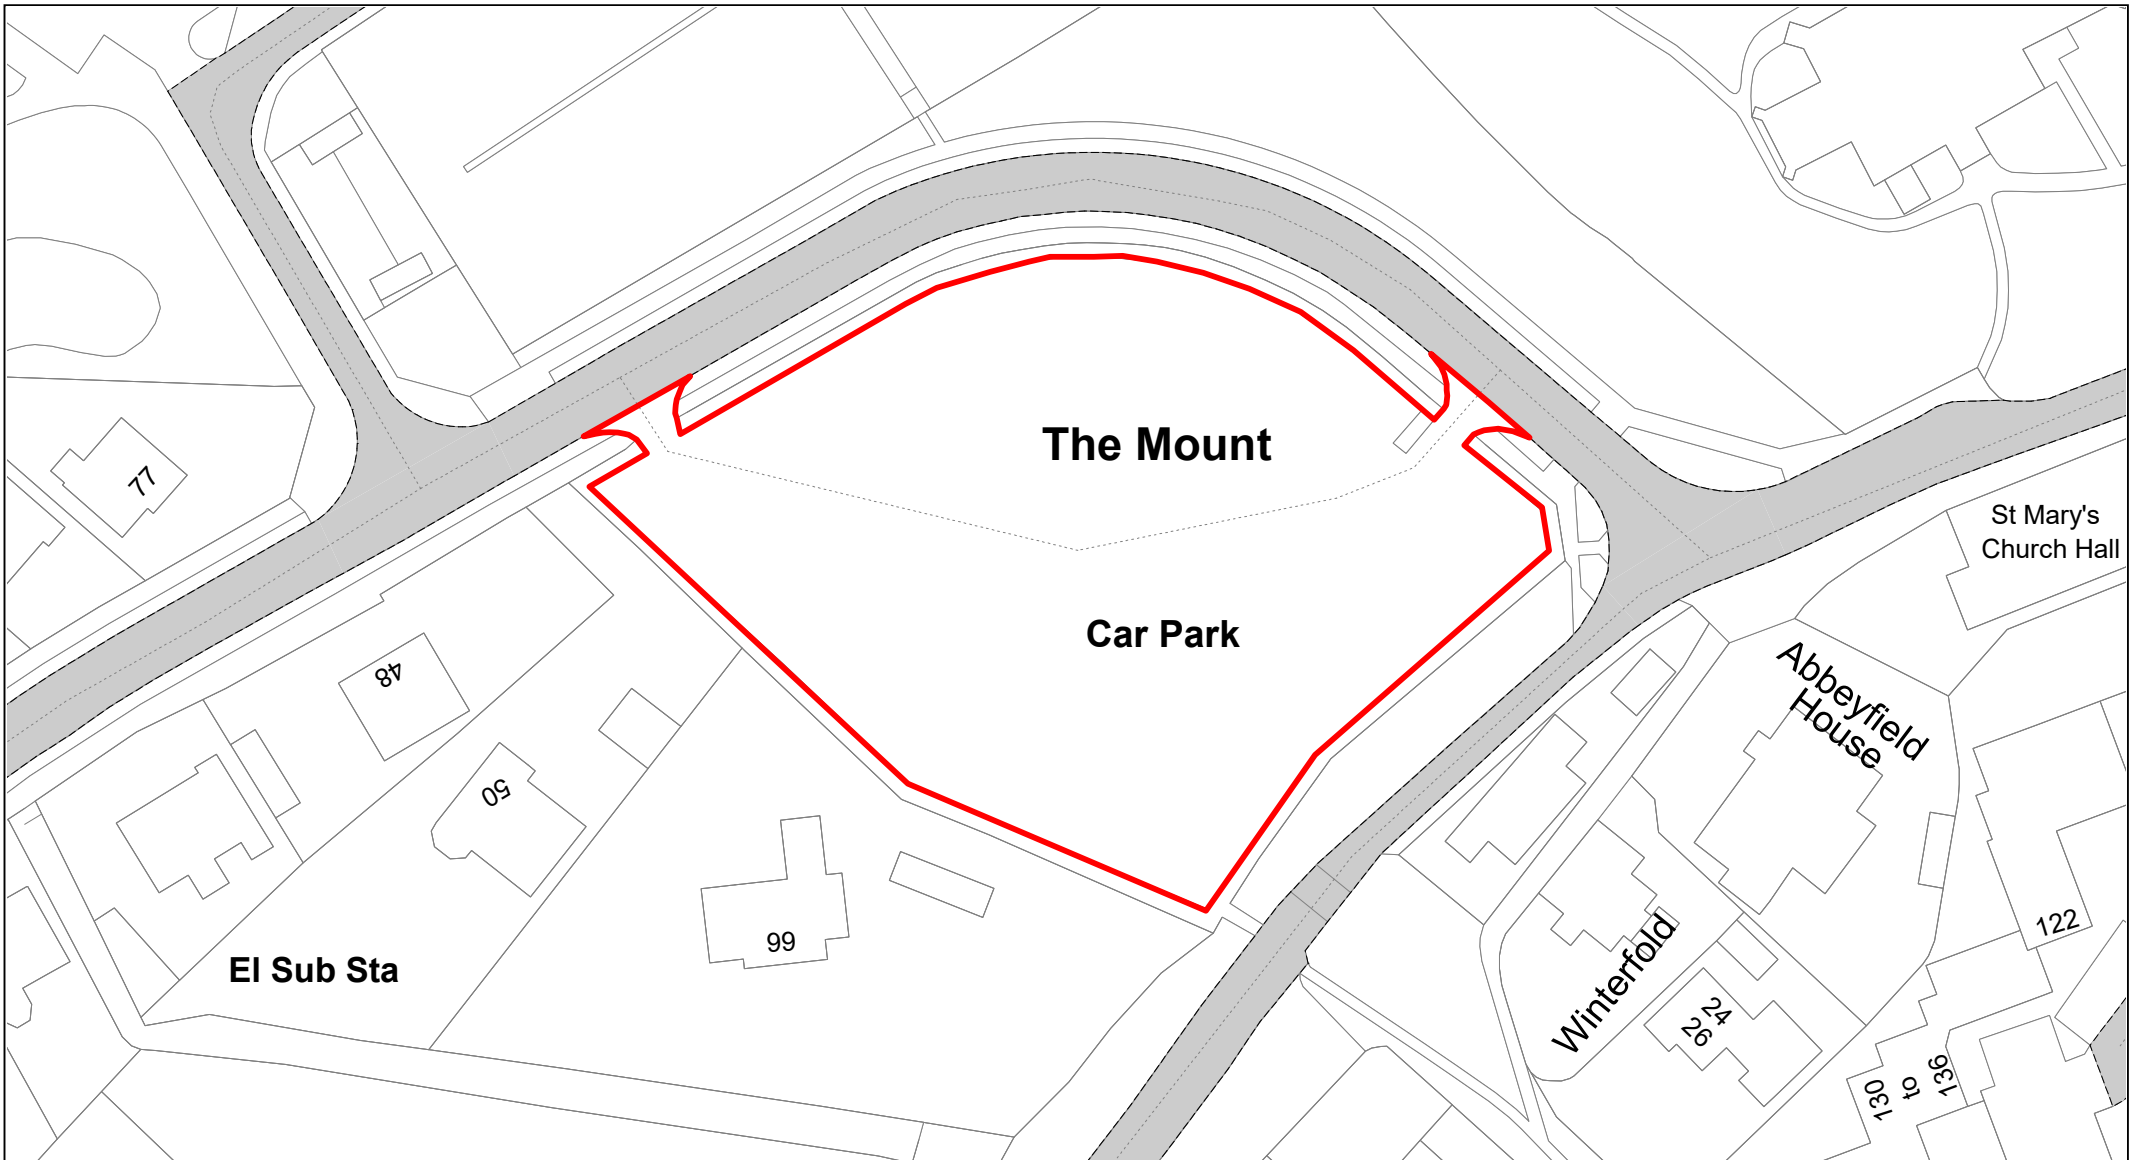 The Mount
77
St Mary's
Church Hall
Car Park
48
Abbeyfield
House
50
99
El Sub Sta
122
Winterfold
24
26
130
to
136